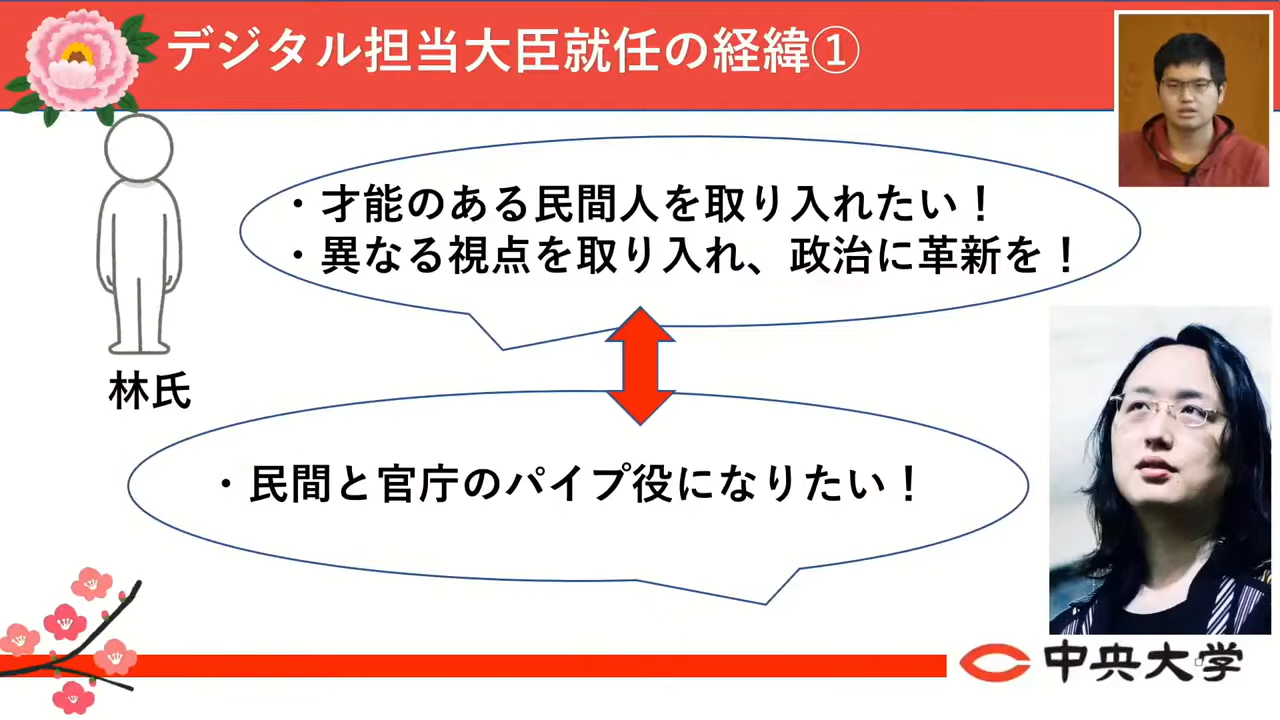 デジタル担当大臣就任の経緯①
・才能のある民間人を取り入れたい！
・異なる視点を取り入れ、政治に革新を！
林氏
・民間と官庁のパイプ役になりたい！
中央大学